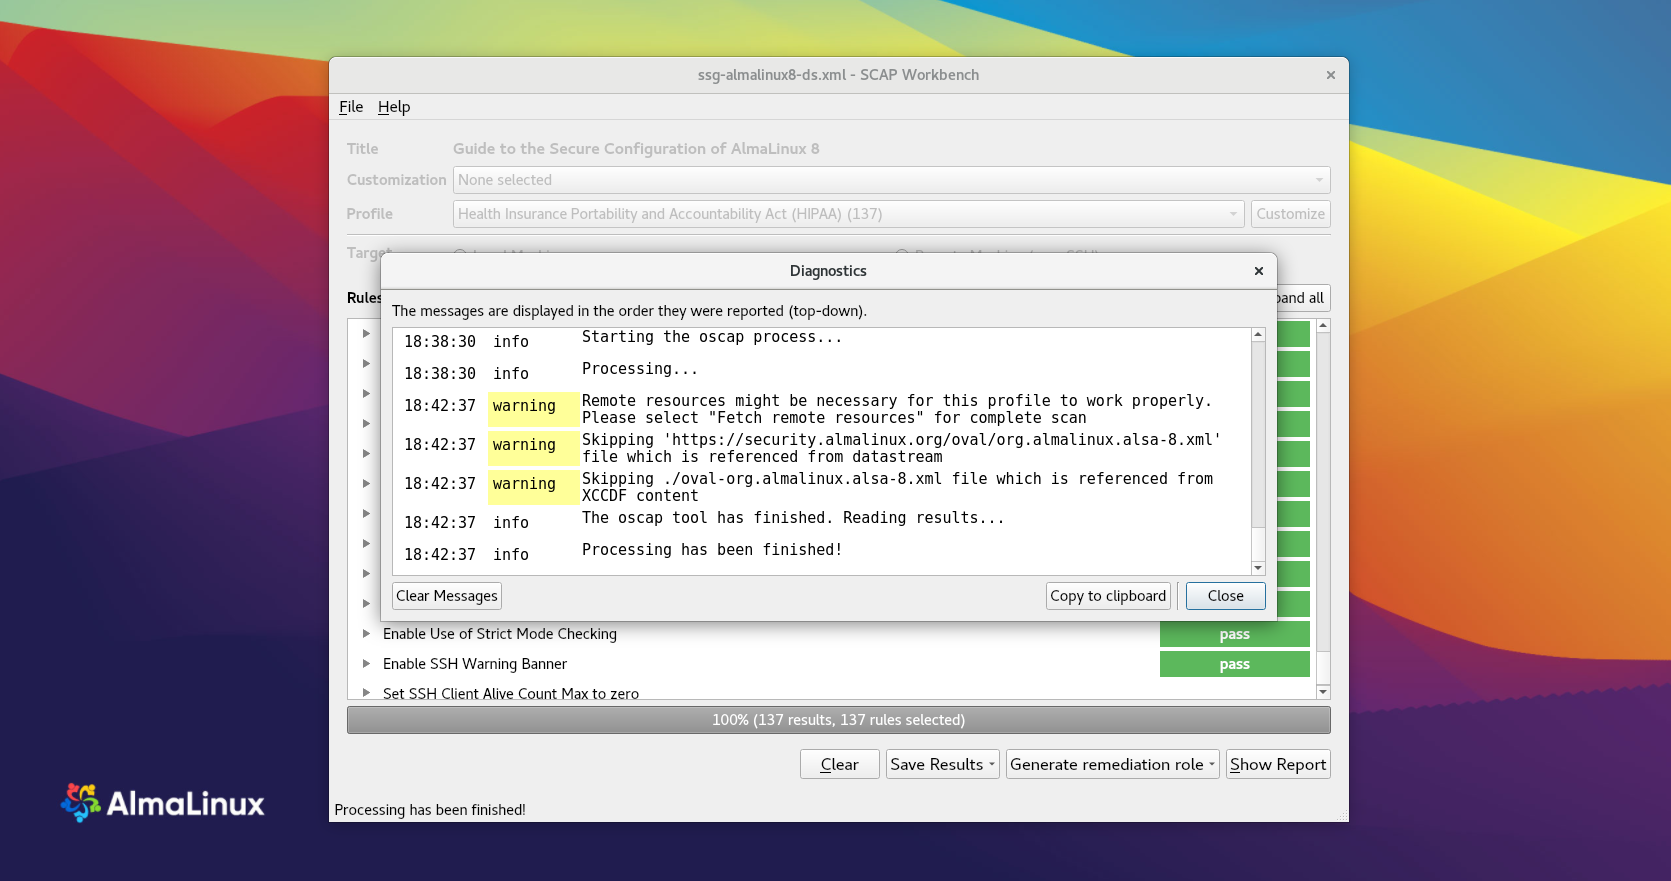 ssg-almalinux8-ds.xml - SCAP Workbench
File Help
Title Guide to the Secure Configuration of AlmaLinux 8
Customization None selected
Profile Health Insurance Portability and Accountability Act (HIPAA) (137) Customize
Target
Diagnostics
Rules
The messages are displayed in the order they were reported (top-down).
18:38:30 info Starting the oscap process...
18:38:30 info Processing...
18:42:37 warning Remote resources might be necessary for this profile to work properly.
Please select "Fetch remote resources" for complete scan
18:42:37 warning Skipping 'https://security.almalinux.org/oval/org.almalinux.alsa-8.xml'
file which is referenced from datastream
18:42:37 warning Skipping ./oval-org.almalinux.alsa-8.xml file which is referenced from
XCCDF content
18:42:37 info The oscap tool has finished. Reading results...
18:42:37 info Processing has been finished!
Clear Messages Copy to clipboard Close
Enable Use of Strict Mode Checking pass
Enable SSH Warning Banner pass
Set SSH Client Alive Count Max to zero
100% (137 results, 137 rules selected)
Clear Save Results Generate remediation role Show Report
Processing has been finished!
AlmaLinux